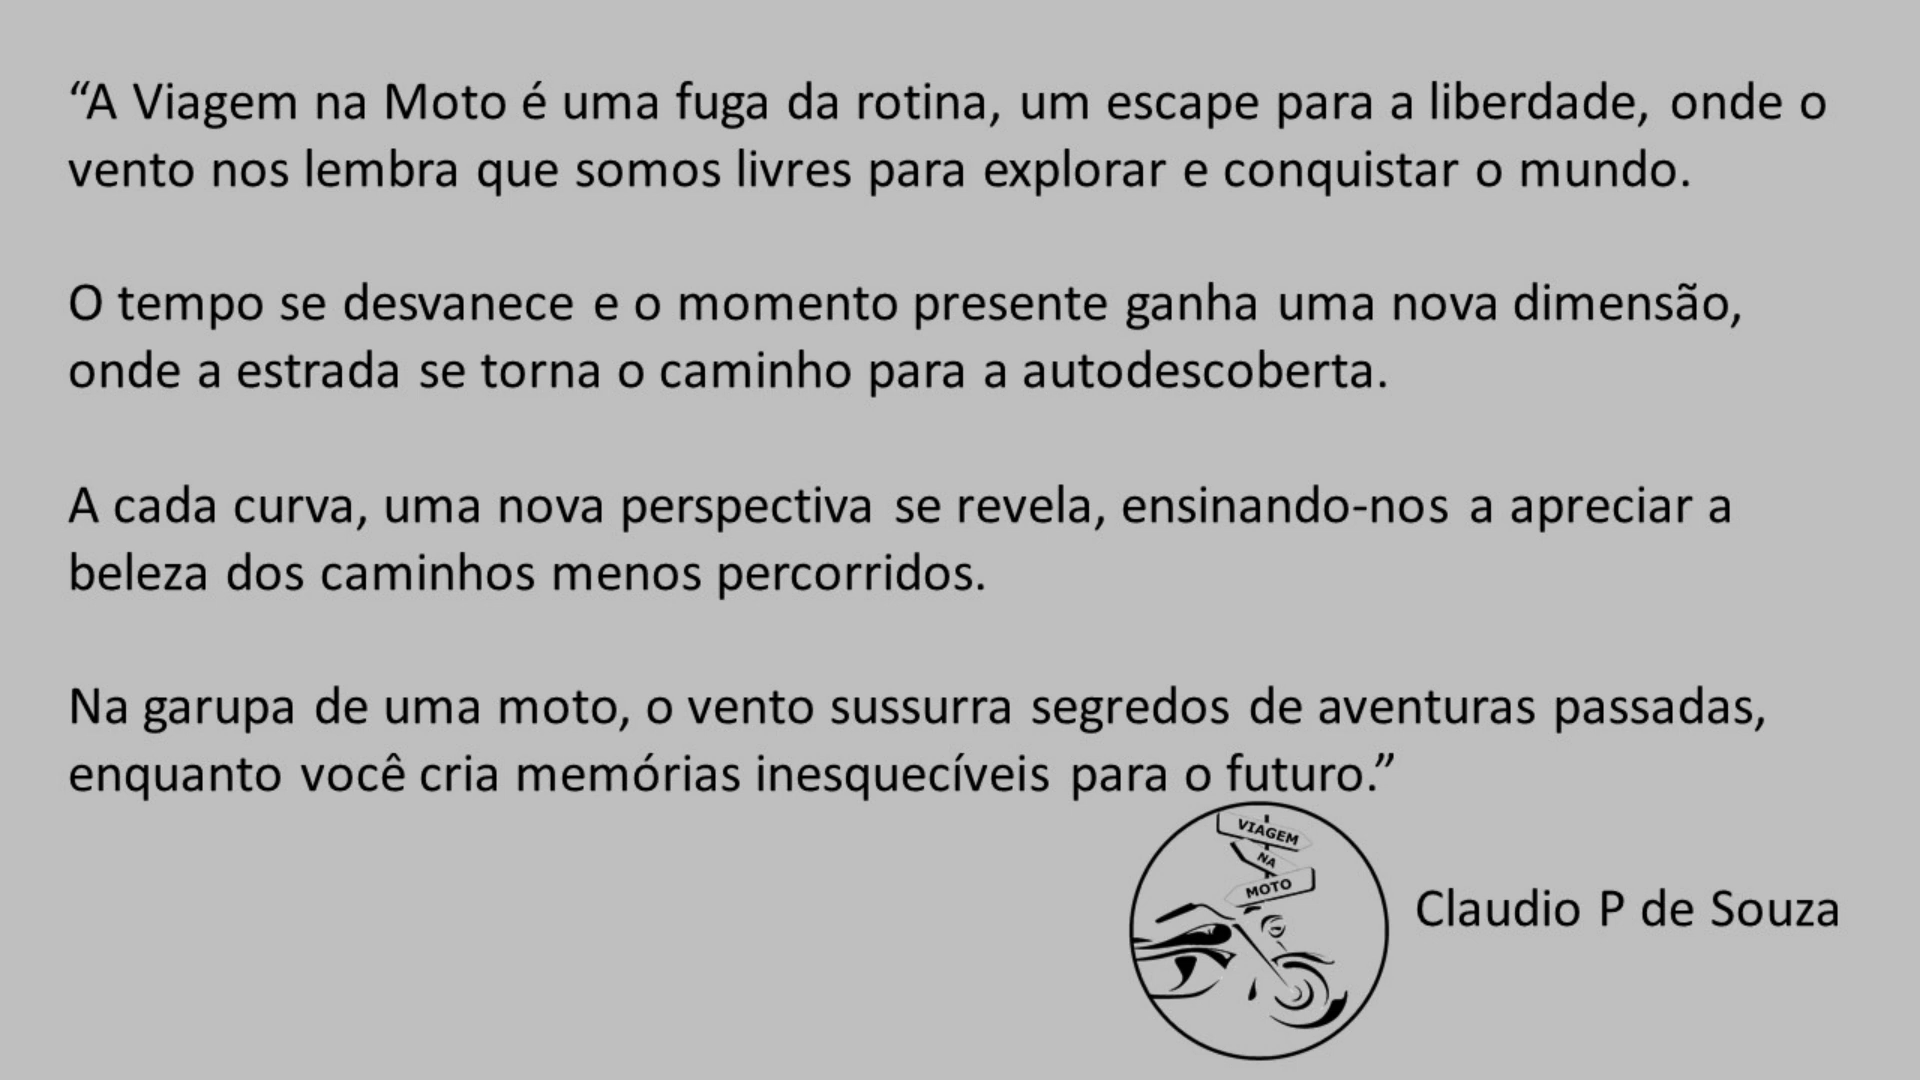 “A Viagem na Moto é uma fuga da rotina, um escape para a liberdade, onde o
vento nos lembra que somos livres para explorar e conquistar o mundo.
O tempo se desvanece e o momento presente ganha uma nova dimensão,
onde a estrada se torna o caminho para a autodescoberta.
A cada curva, uma nova perspectiva se revela, ensinando-nos a apreciar a
beleza dos caminhos menos percorridos.
Na garupa de uma moto, o vento sussurra segredos de aventuras passadas,
enquanto você cria memórias inesquecíveis para o futuro.”
VIAGEM
NA
MOTO
Claudio P de Souza